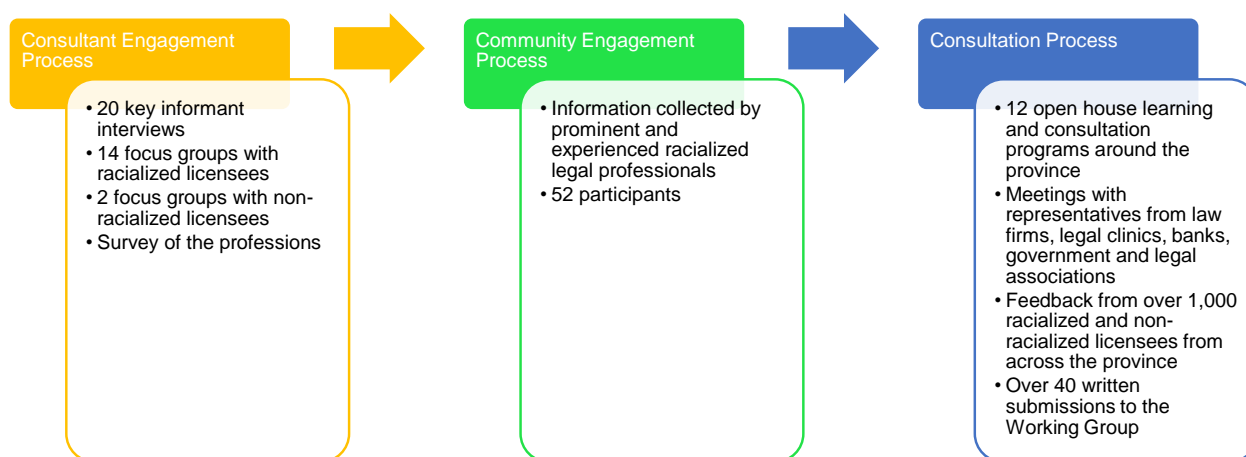 Consultant Engagement
Process
• 20 key informant
interviews
• 14 focus groups with
racialized licensees
• 2 focus groups with non-
racialized licensees
• Survey of the professions
Community Engagement
Process
• Information collected by
prominent and
experienced racialized
legal professionals
• 52 participants
Consultation Process
• 12 open house learning
and consultation
programs around the
province
• Meetings with
representatives from law
firms, legal clinics, banks,
government and legal
associations
• Feedback from over 1,000
racialized and non-
racialized licensees from
across the province
• Over 40 written
submissions to the
Working Group